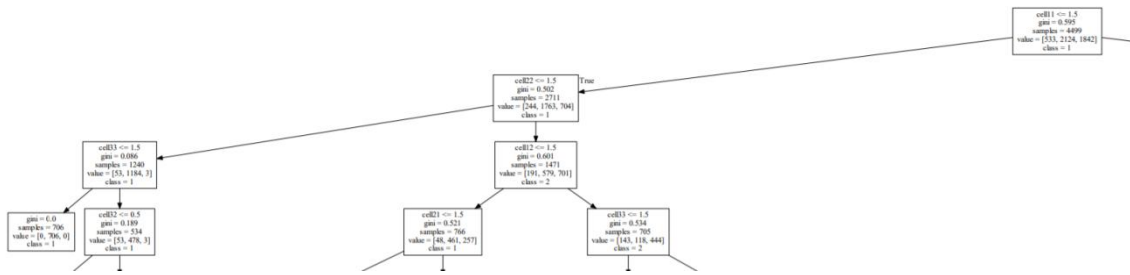 cell11 <= 1.5
gini = 0.595
samples = 4499
value = [533, 2124, 1842]
class = 1
True
cell22 <= 1.5
gini = 0.502
samples = 2711
value = [244, 1763, 704]
class = 1
cell33 <= 1.5
gini = 0.086
samples = 1240
value = [53, 1184, 3]
class = 1
cell12 <= 1.5
gini = 0.601
samples = 1471
value = [191, 579, 701]
class = 2
gini = 0.0
samples = 706
value = [0, 706, 0]
class = 1
cell32 <= 0.5
gini = 0.189
samples = 534
value = [53, 478, 3]
class = 1
cell21 <= 1.5
gini = 0.521
samples = 766
value = [48, 461, 257]
class = 1
cell33 <= 1.5
gini = 0.534
samples = 705
value = [143, 118, 444]
class = 2